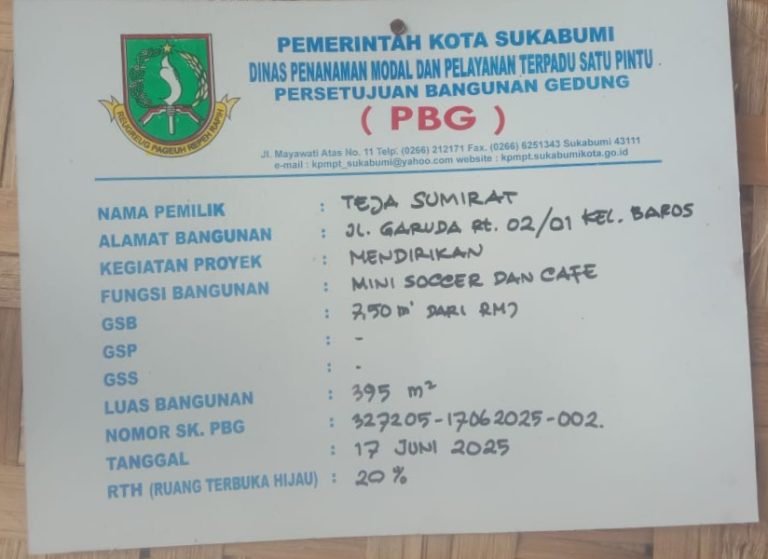 PEMERINTAH KOTA SUKABUMI
DINAS PENANAMAN MODAL DAN PELAYANAN TERPADU SATU PINTU
PERSETUJUAN BANGUNAN GEDUNG
( PBG )
Jl. Mayawati Atas No. 11 Telp. (0266) 212171 Fax. (0266) 6251343 Sukabumi 43111
e-mail : kpmpt_sukabumi@yahoo.com website : kpmpt.sukabumikota.go.id
REUGREUG PAGEUH REPEH RAPIH
NAMA PEMILIK : TEJA SUMIRAT
ALAMAT BANGUNAN : JL. GARUDA Rt. 02/01 KEL. BAROS
KEGIATAN PROYEK : MENDIRIKAN
FUNGSI BANGUNAN : MINI SOCCER DAN CAFE
GSB : 7,50 m' DARI RMJ
GSP : -
GSS : -
LUAS BANGUNAN : 395 m²
NOMOR SK. PBG : 327205-17062025-002.
TANGGAL : 17 JUNI 2025
RTH (RUANG TERBUKA HIJAU) : 20 %